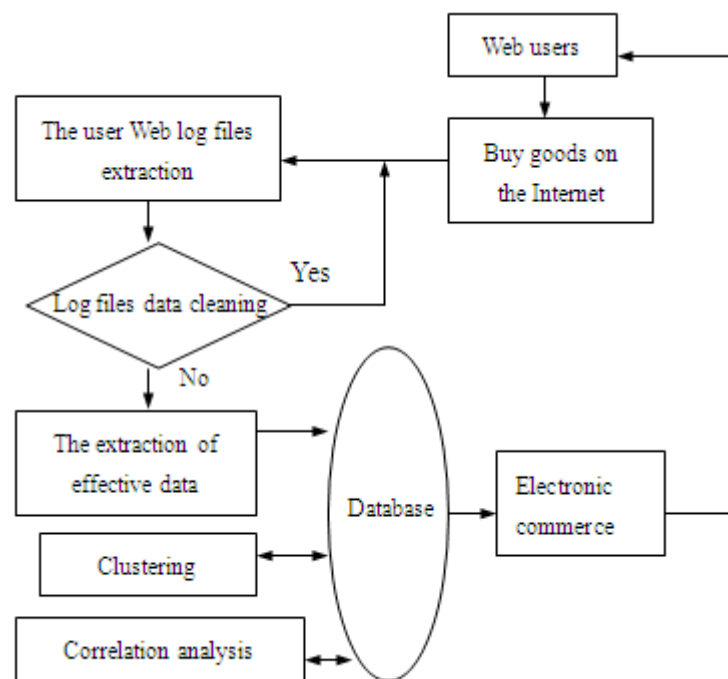 Web users
The user Web log files
extraction
Buy goods on
the Internet
Yes
Log files data cleaning
No
The extraction of
effective data
Database
Electronic
commerce
Clustering
Correlation analysis